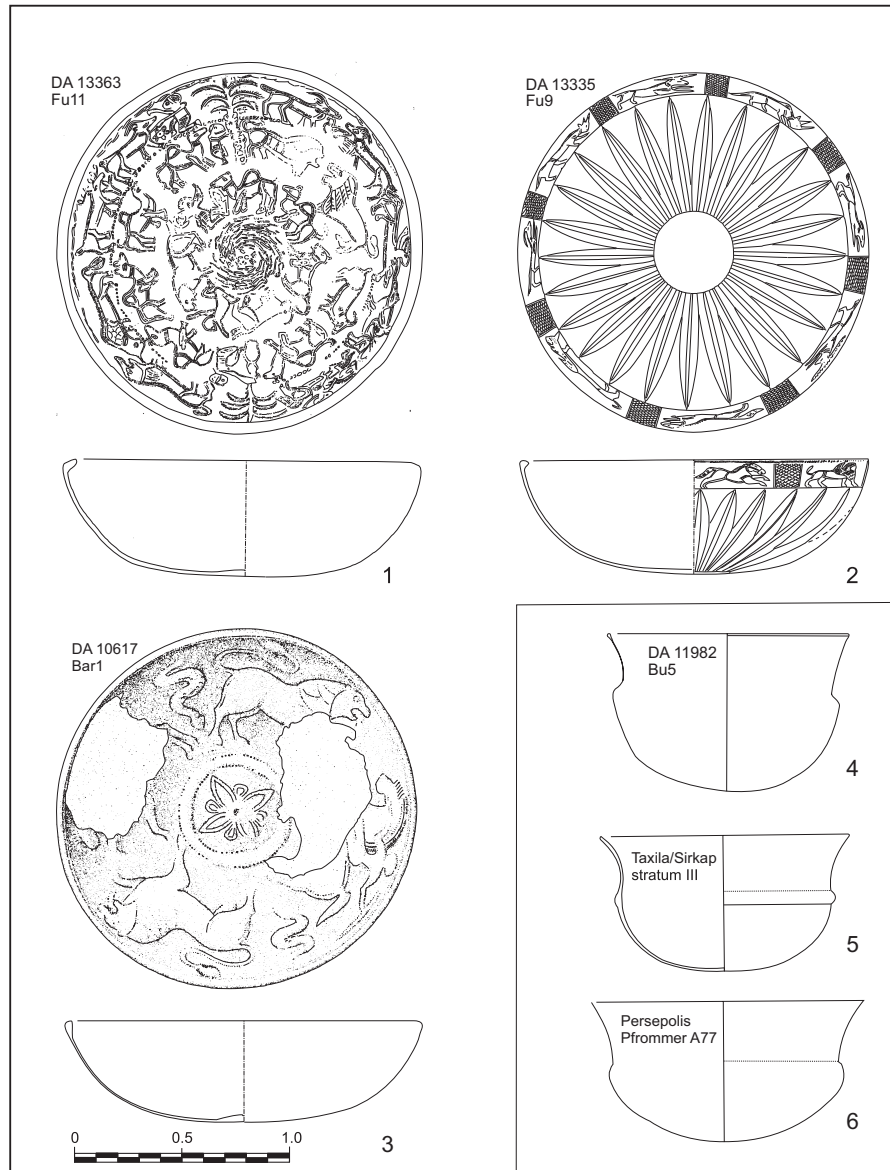 DA 13363
Fu11
DA 13335
Fu9
1
2
DA 10617
Bar1
DA 11982
Bu5
4
Taxila/Sirkap
stratum III
5
Persepolis
Pfrommer A77
6
0 0.5 1.0
3